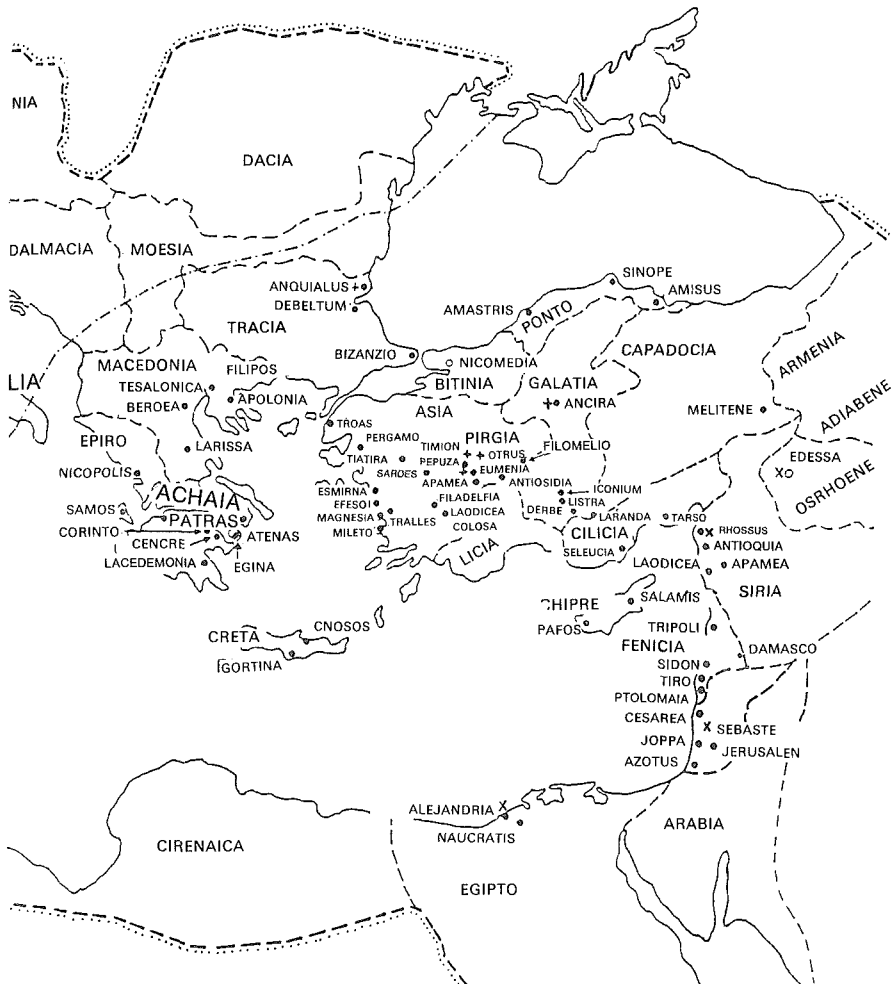 NIA
DACIA
DALMACIA
MOESIA
ANQUIALUS
DEBELTUM
SINOPE
AMISUS
AMASTRIS
PONTO
TRACIA
BIZANZIO
NICOMEDIA
BITINIA
GALATIA
CAPADOCIA
ARMENIA
ADIABENE
MACEDONIA
FILIPOS
LIA
TESALONICA
BEROEA
APOLONIA
ASIA
ANCIRA
MELITENE
EPIRO
LARISSA
TROAS
PERGAMO
TIMION
PIRGIA
OTRUS
FILOMELIO
EDESSA
OSRHOENE
NICOPOLIS
TIATIRA
SARDES
PEPUZA
EUMENIA
APAMEA
ANTIOSIDIA
ICONIUM
ACHAIA
SAMOS
PATRAS
ESMIRNA
EFFESOI
FILADELFIA
LAODICEA
COLOSA
DERBE
LISTRA
LARANDA
TARSO
RHOSSUS
CORINTO
CENCRE
ATENAS
MAGNESIA
TRALLES
MILETO
CILICIA
SELEUCIA
ANTIOQUIA
LACEDEMONIA
EGINA
LICIA
LAODICEA
APAMEA
SIRIA
CHIPRE
SALAMIS
PAFOS
CRETA
CNOSOS
GORTINA
TRIPOLI
FENICIA
DAMASCO
SIDON
TIRO
PTOLOMAIA
CESAREA
SEBASTE
JOPPA
JERUSALEN
AZOTUS
ALEJANDRIA
NAUCRATIS
ARABIA
CIRENAICA
EGIPTO